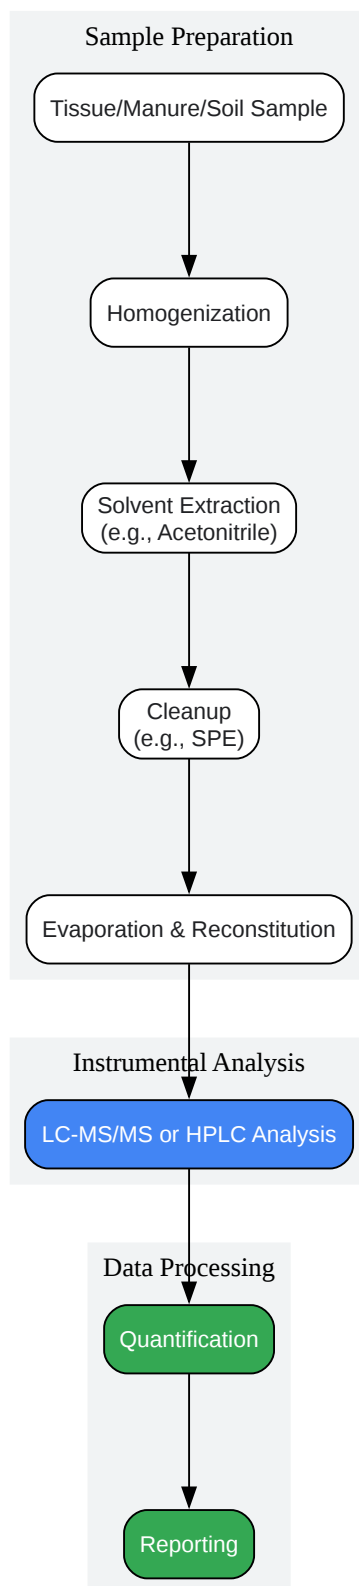 Sample Preparation
Tissue/Manure/Soil Sample
Homogenization
Solvent Extraction
(e.g., Acetonitrile)
Cleanup
(e.g., SPE)
Evaporation & Reconstitution
Instrumental Analysis
LC-MS/MS or HPLC Analysis
Data Processing
Quantification
Reporting